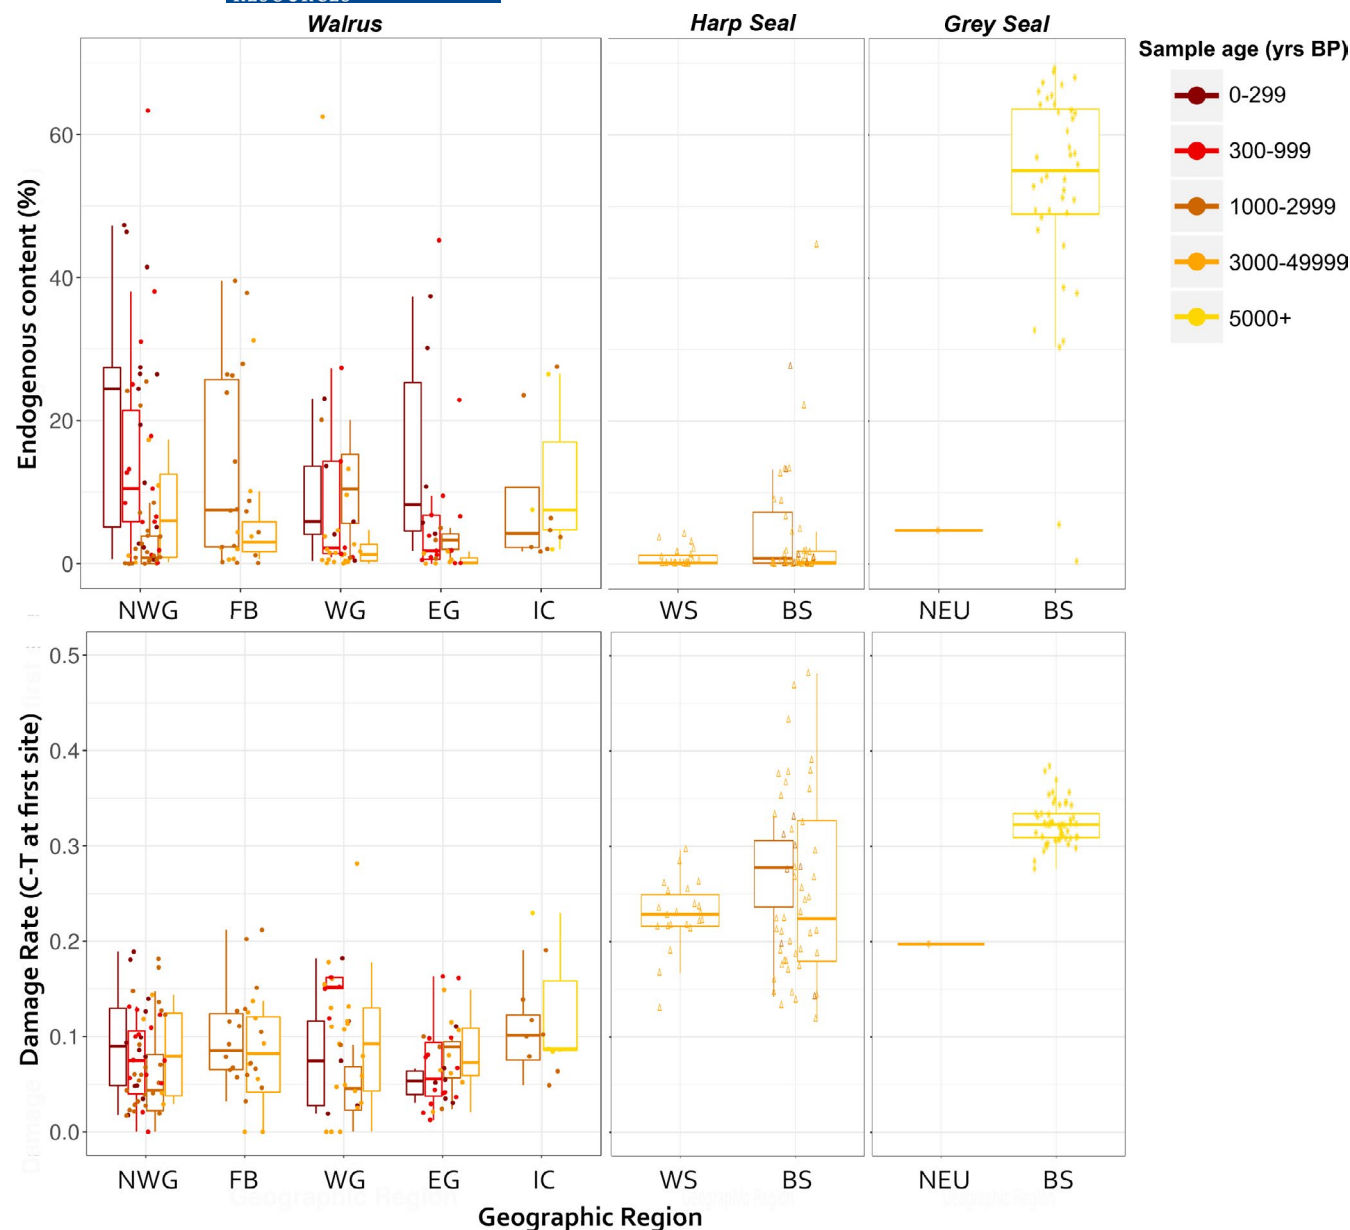 RESOURCES
Walrus
Harp Seal
Grey Seal
Sample age (yrs BP)
0-299
300-999
1000-2999
3000-49999
5000+
Endogenous content (%)
60
40
20
0
NWG FB WG EG IC WS BS NEU BS
Damage Rate (C-T at first site)
0.5
0.4
0.3
0.2
0.1
0.0
NWG FB WG EG IC WS BS NEU BS
Geographic Region
Geographic Region